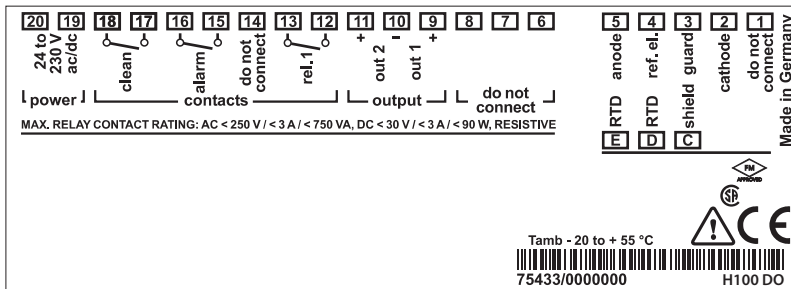 20 19 18 17 16 15 14 13 12 11 10 9 8 7 6 5 4 3 2 1
24 to
230 V
ac/dc
clean
alarm
do not
connect
rel.1
+ - +
out 2
out 1
power
contacts
output
do not
connect
MAX. RELAY CONTACT RATING: AC < 250 V / < 3 A / < 750 VA, DC < 30 V / < 3 A / < 90 W, RESISTIVE
RTD anode
RTD ref. el.
shield guard
cathode
do not
connect
E D C
Made in Germany
FM
APPROVED
SA
CE
Tamb - 20 to + 55 °C
75433/0000000 H100 DO